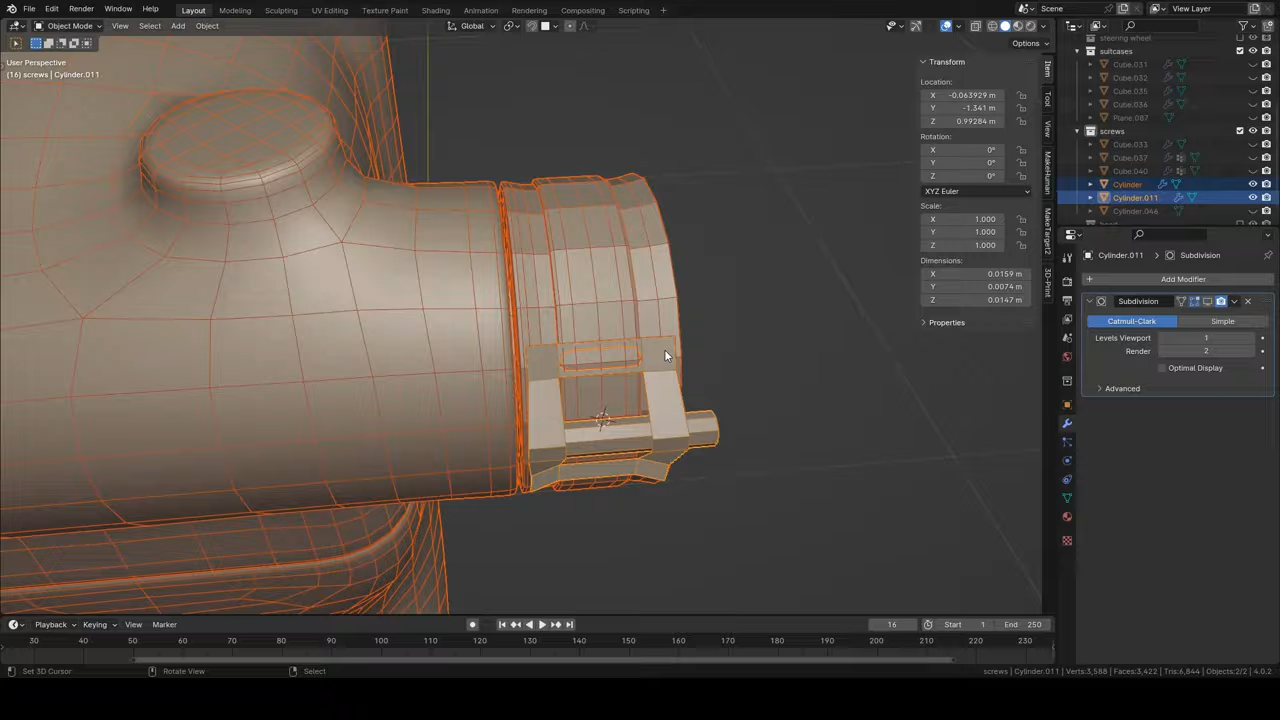 File Edit Render Window Help
Layout Modeling Sculpting UV Editing Texture Paint Shading Animation Rendering Compositing Geometry Nodes Scripting
Scene
View Layer
Object Mode View Select Add Object
Global
Options
User Perspective
(16) screws | Cylinder.011
Transform
Location:
X -0.063929 m
Y -1.341 m
Z 0.99284 m
Rotation:
X 0°
Y 0°
Z 0°
XYZ Euler
Scale:
X 1.000
Y 1.000
Z 1.000
Dimensions:
X 0.0159 m
Y 0.0074 m
Z 0.0147 m
Properties
Item
Tool
View
MakeHuman
MakeTarget2
3D-Print
steering wheel
suitcases
Cube.031
Cube.032
Cube.035
Cube.036
Plane.087
screws
Cube.033
Cube.037
Cube.040
Cylinder
Cylinder.011
Cylinder.046
Cylinder.011 > Subdivision
Add Modifier
Subdivision
Catmull-Clark Simple
Levels Viewport 1
Render 2
Optimal Display
Advanced
Playback Keying View Marker
16 Start 1 End 250
30 40 50 60 70 80 90 100 110 120 130 140 150 160 170 180 190 200 210 220 230
Set 3D Cursor Rotate View Select
screws | Cylinder.011 | Verts:3,588 | Faces:3,422 | Tris:6,844 | Objects:2/2 | 4.0.2